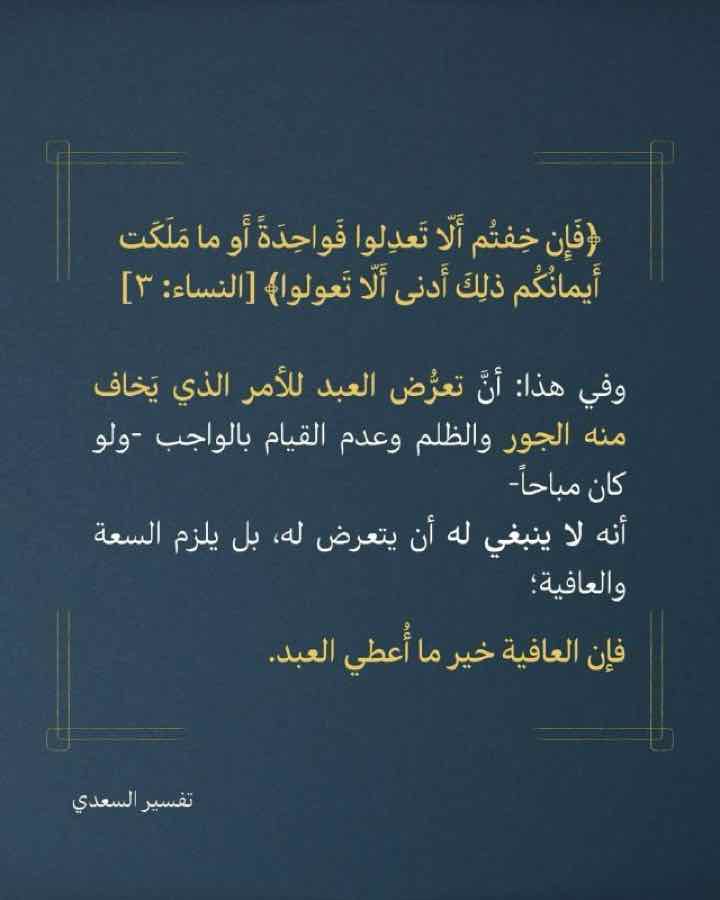 ﴿فَإِن خِفتُم أَلّا تَعدِلوا فَواحِدَةً أَو ما مَلَكَت
أَيمانُكُم ذلِكَ أَدنى أَلّا تَعولوا﴾ [النساء: ٣]
وفي هذا: أنَّ تعرُّض العبد للأمر الذي يَخاف
منه الجور والظلم وعدم القيام بالواجب -ولو
كان مباحاً-
أنه لا ينبغي له أن يتعرض له، بل يلزم السعة
والعافية؛
فإن العافية خير ما أُعطي العبد.
تفسير السعدي